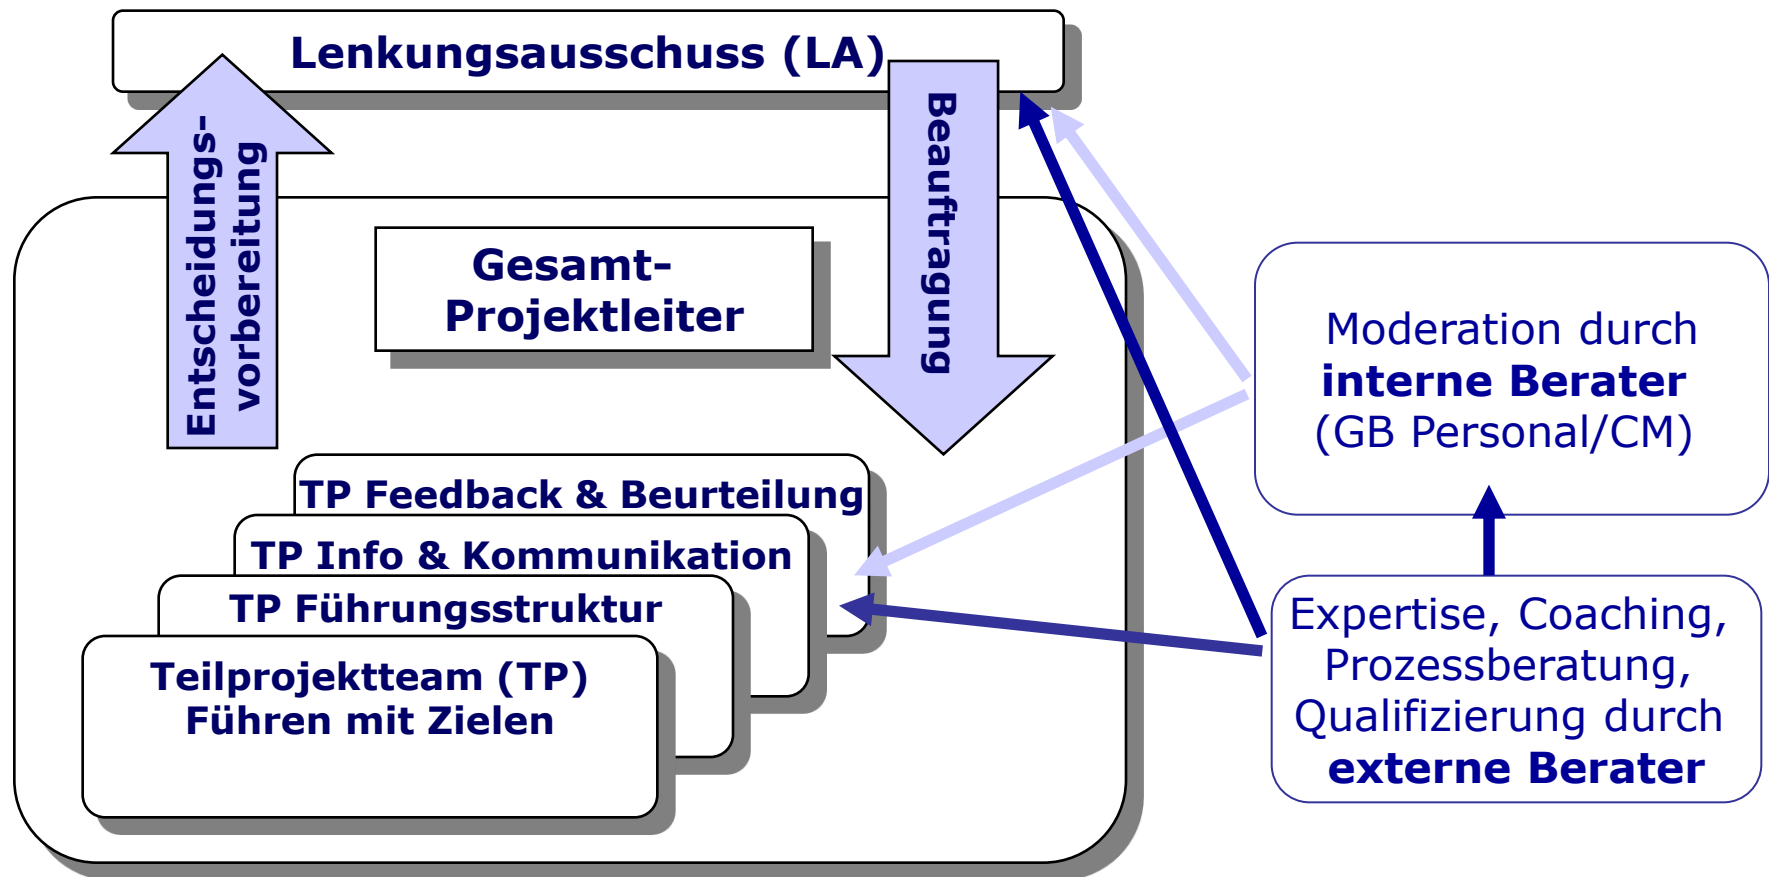 Lenkungsausschuss (LA)
Entscheidungs-
vorbereitung
Beauftragung
Gesamt-
Projektleiter
TP Feedback & Beurteilung
TP Info & Kommunikation
TP Führungsstruktur
Teilprojektteam (TP)
Führen mit Zielen
Moderation durch
interne Berater
(GB Personal/CM)
Expertise, Coaching,
Prozessberatung,
Qualifizierung durch
externe Berater